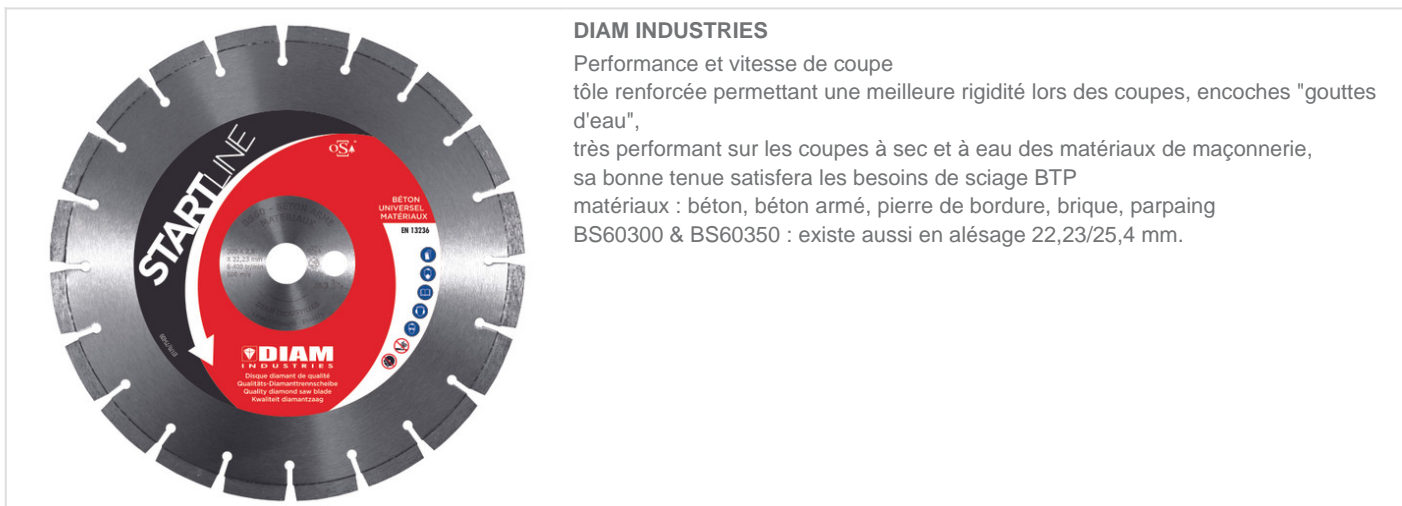 DIAM INDUSTRIES
Performance et vitesse de coupe
tôle renforcée permettant une meilleure rigidité lors des coupes, encoches "gouttes
d'eau",
très performant sur les coupes à sec et à eau des matériaux de maçonnerie,
sa bonne tenue satisfera les besoins de sciage BTP
matériaux : béton, béton armé, pierre de bordure, brique, parpaing
BS60300 & BS60350 : existe aussi en alésage 22,23/25,4 mm.
STARTLINE
oSa
BÉTON
UNIVERSEL
MATÉRIAUX
EN 13236
DIAM
INDUSTRIES
Disque diamant de qualité
Qualitäts-Diamanttrennscheibe
Quality diamond saw blade
Kwaliteit diamantzaag